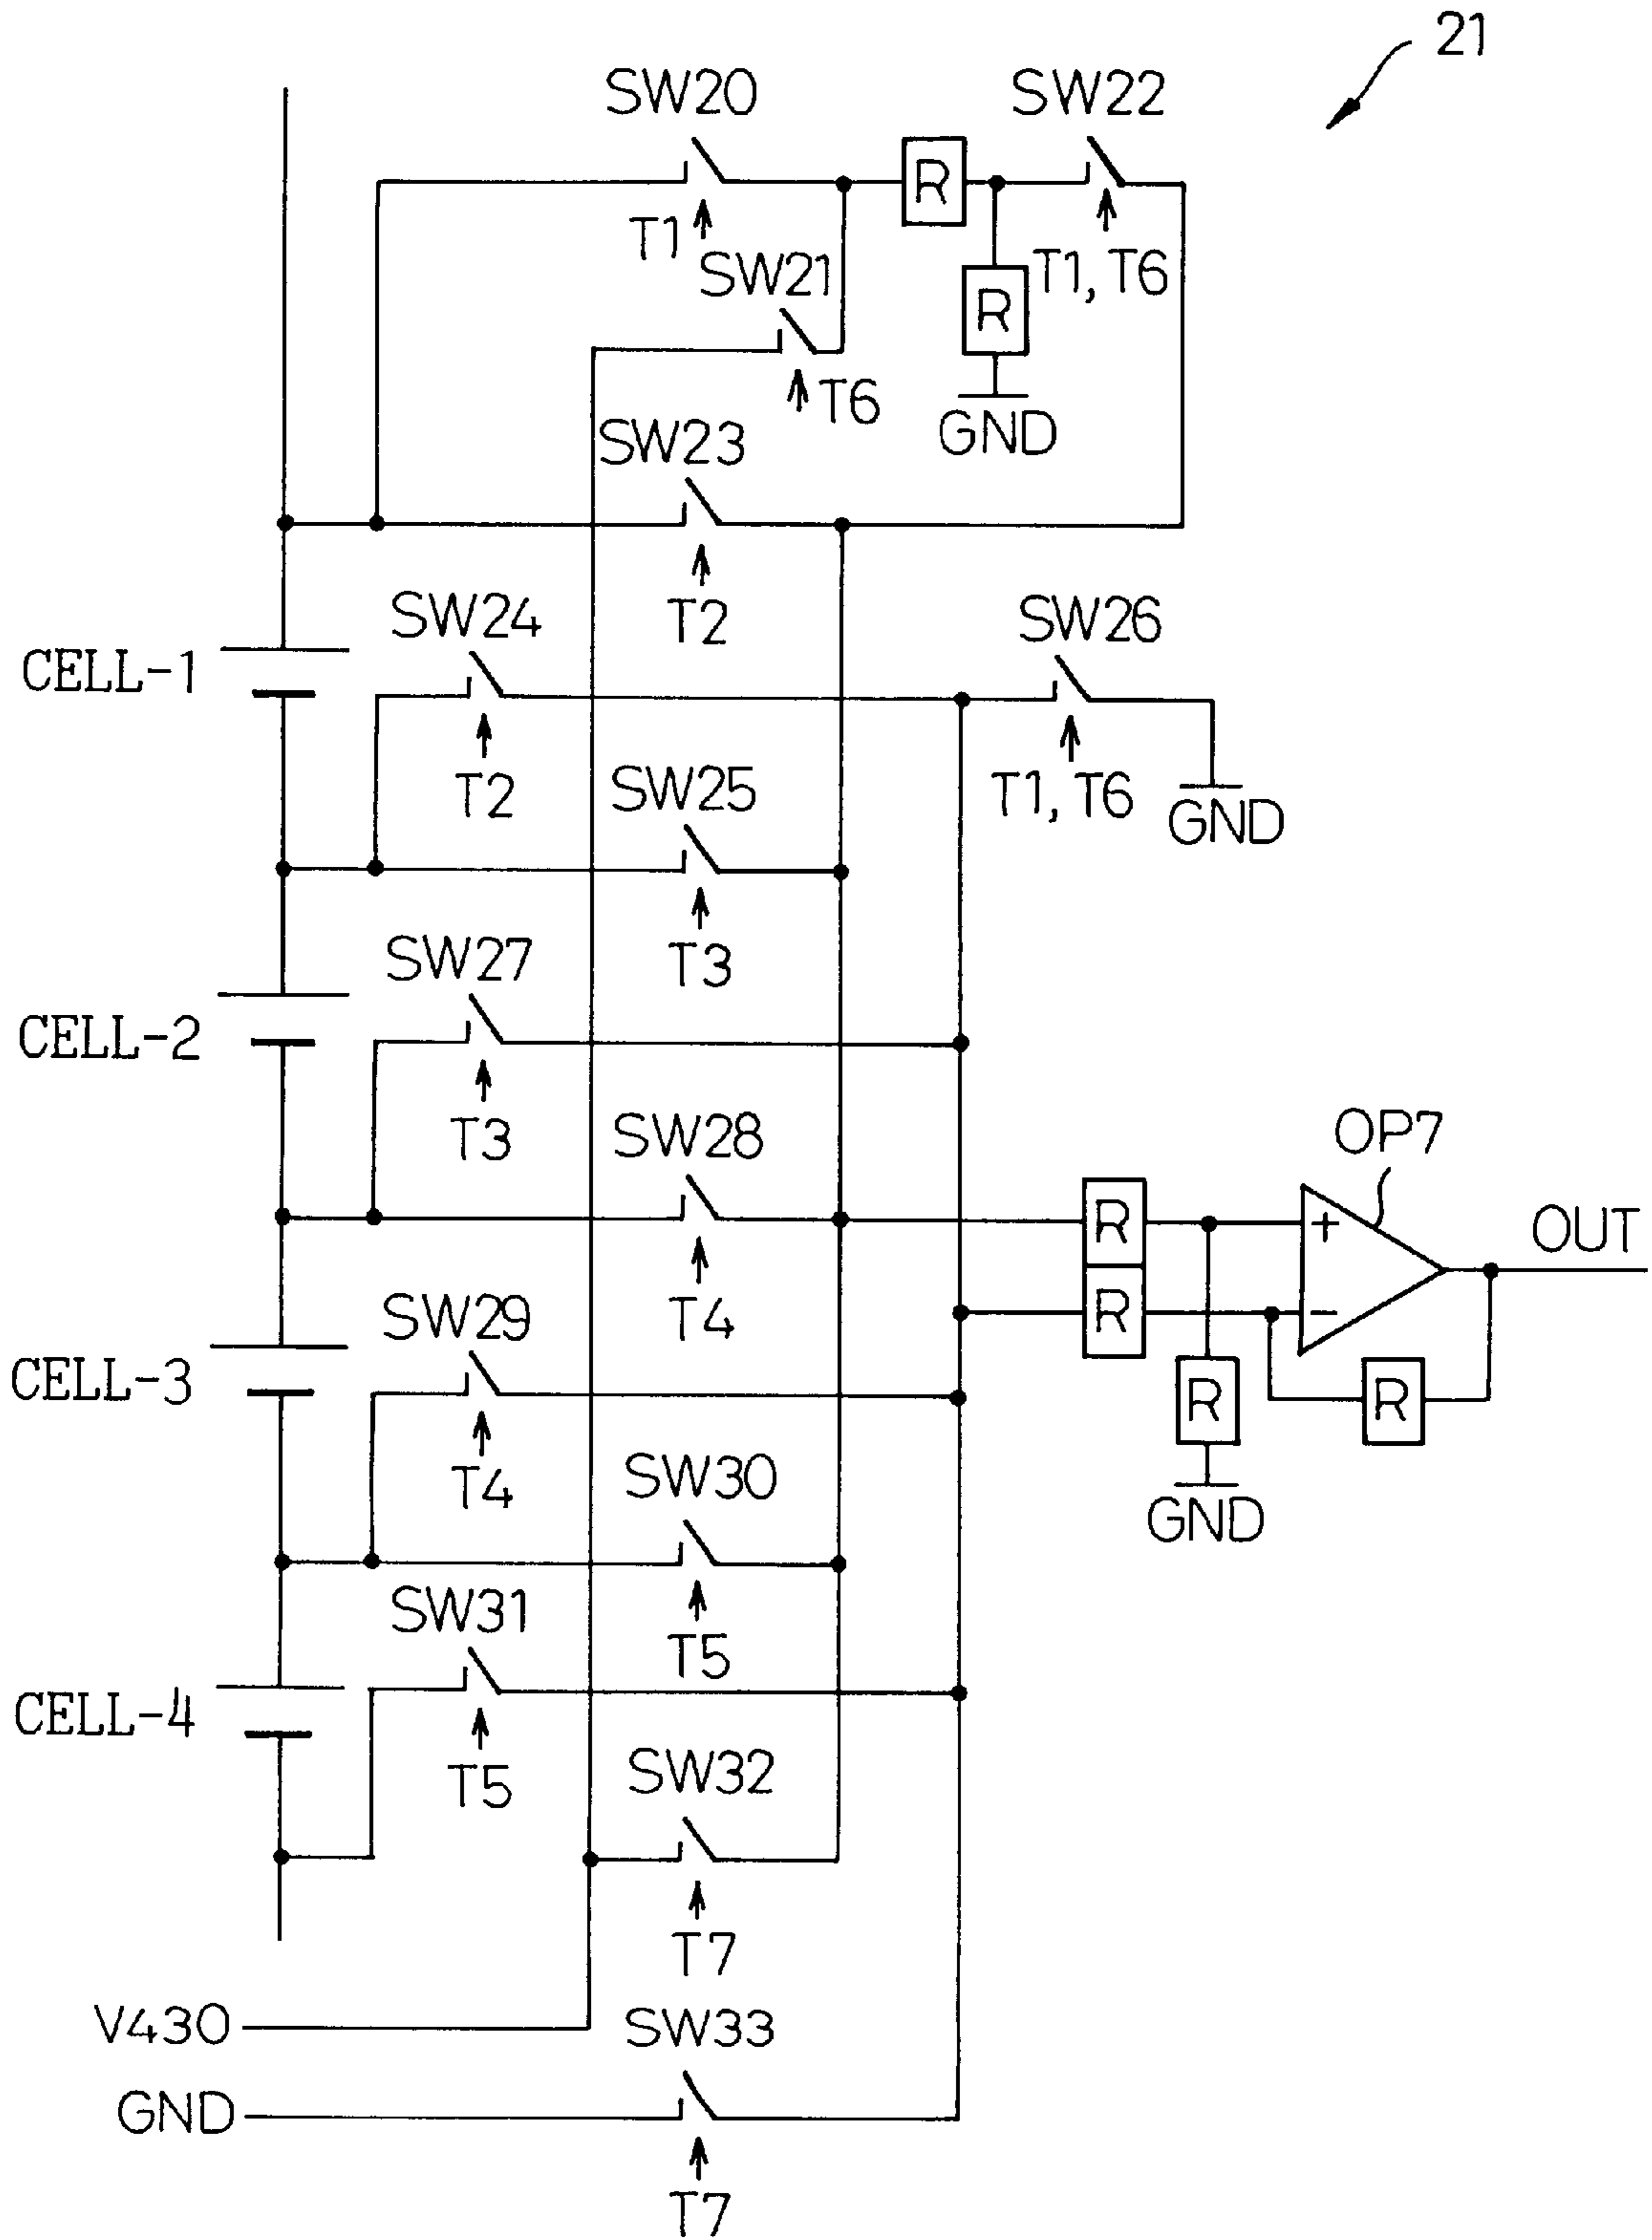 21
SW20
SW22
R
T1
SW21
T1, T6
R
T6
GND
SW23
T2
SW24
SW26
CELL-1
T2
SW25
T1, T6
GND
T3
SW27
CELL-2
T3
SW28
OP7
R
+
OUT
T4
SW29
R
−
CELL-3
R
R
T4
SW30
GND
SW31
T5
CELL-4
SW32
T5
T7
V430
SW33
GND
T7